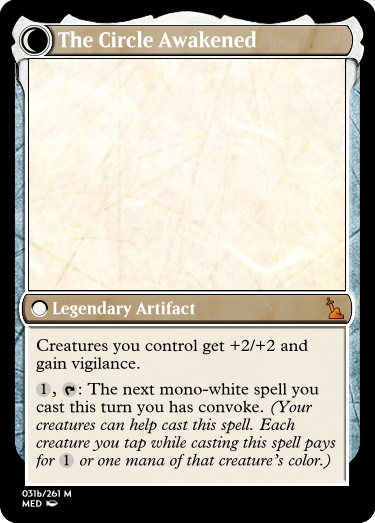 The Circle Awakened
Legendary Artifact
Creatures you control get +2/+2 and
gain vigilance.
1, : The next mono-white spell you
cast this turn you has convoke. (Your
creatures can help cast this spell. Each
creature you tap while casting this spell pays
for 1 or one mana of that creature's color.)
031b/261 M
MED